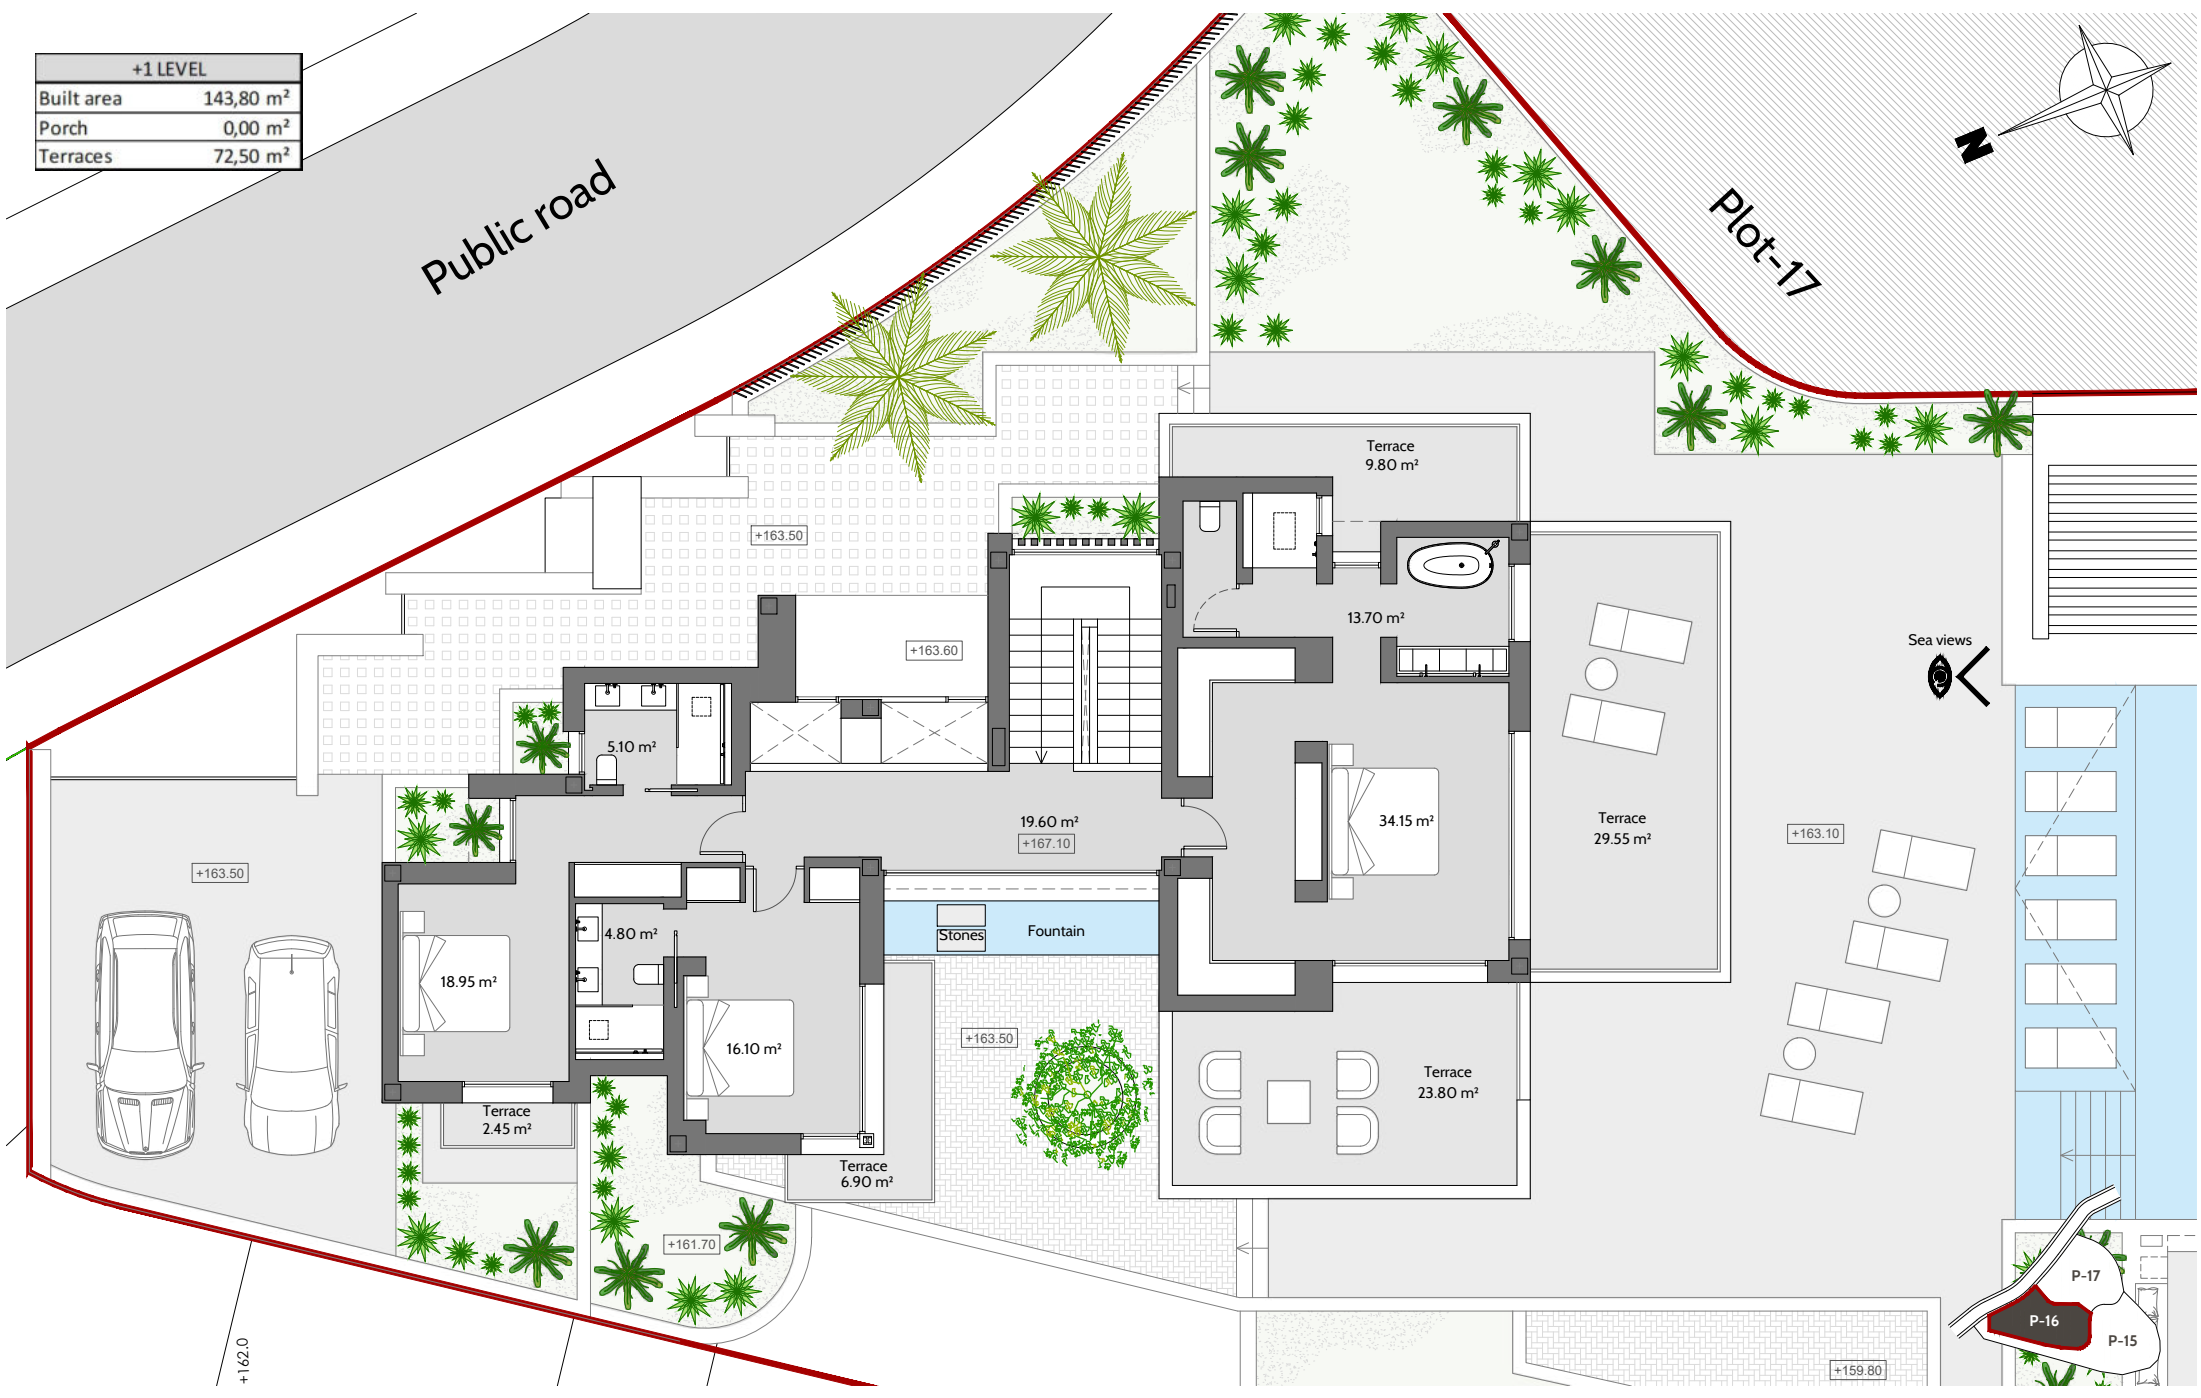 +1 LEVEL
Built area 143,80 m²
Porch 0,00 m²
Terraces 72,50 m²
Public road
N
Plot-17
Terrace
9.80 m²
+163.50
13.70 m²
+163.60
Sea views
5.10 m²
19.60 m²
+167.10
34.15 m²
Terrace
29.55 m²
+163.10
+163.50
4.80 m²
Stones
Fountain
18.95 m²
16.10 m²
+163.50
Terrace
23.80 m²
Terrace
2.45 m²
Terrace
6.90 m²
+161.70
+162.0
P-17
P-16
P-15
+159.80